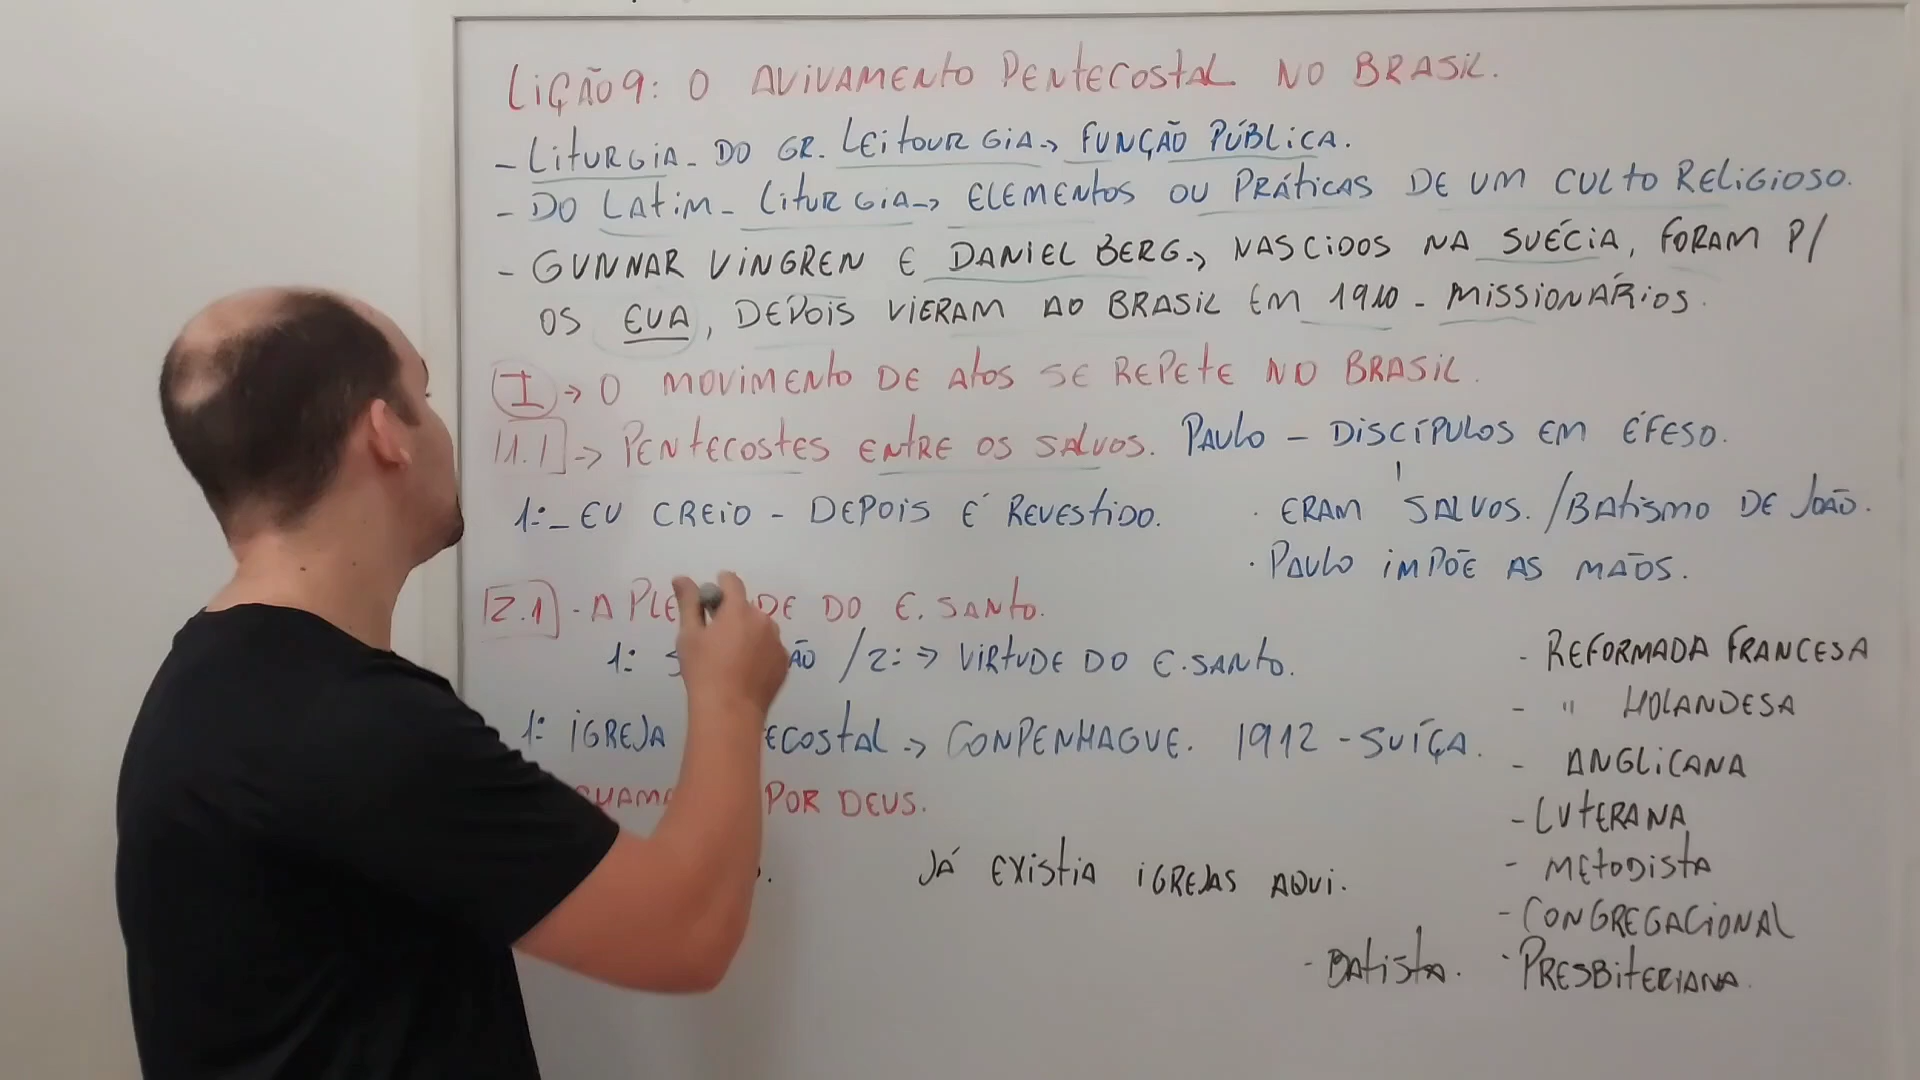 LIÇÃO 9: O AVIVAMENTO PENTECOSTAL NO BRASIL.
- LITURGIA - DO GR. LEITOURGIA -> FUNÇÃO PÚBLICA.
- DO LATIM - LITURGIA -> ELEMENTOS OU PRÁTICAS DE UM CULTO RELIGIOSO.
- GUNNAR VINGREN E DANIEL BERG -> NASCIDOS NA SUÉCIA, FORAM P/
OS EUA, DEPOIS VIERAM AO BRASIL EM 1910 - MISSIONÁRIOS.
I -> O MOVIMENTO DE ATOS SE REPETE NO BRASIL.
1.1 -> PENTECOSTES ENTRE OS SALVOS. PAULO - DISCÍPULOS EM ÉFESO.
1: - EU CREIO - DEPOIS É REVESTIDO.
. ERAM SALVOS. / BATISMO DE JOÃO.
. PAULO IMPÕE AS MÃOS.
2.1 - A PLE DE DO E. SANTO.
1: S ÃO / 2: => VIRTUDE DO E. SANTO.
1: IGREJA ECOSTAL -> CONPENHAGUE. 1912 - SUÍÇA.
CHAMA POR DEUS.
JÁ EXISTIA IGREJAS AQUI.
- REFORMADA FRANCESA
- " HOLANDESA
- ANGLICANA
- LUTERANA
- METODISTA
- CONGREGACIONAL
- BATISTA. - PRESBITERIANA.